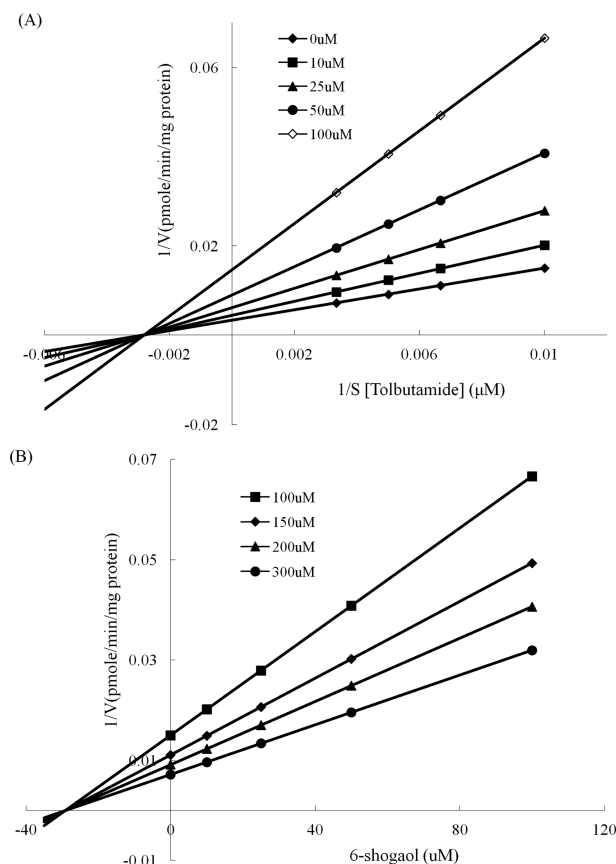 (A)
0uM
10uM
25uM
50uM
100uM
0.06
0.02
-0.006
-0.002
0.002
0.006
0.01
-0.02
1/V(pmole/min/mg protein)
1/S [Tolbutamide] (μM)
(B)
100uM
150uM
200uM
300uM
0.07
0.05
0.03
0.01
-0.01
-40
0
40
80
120
1/V(pmole/min/mg protein)
6-shogaol (uM)